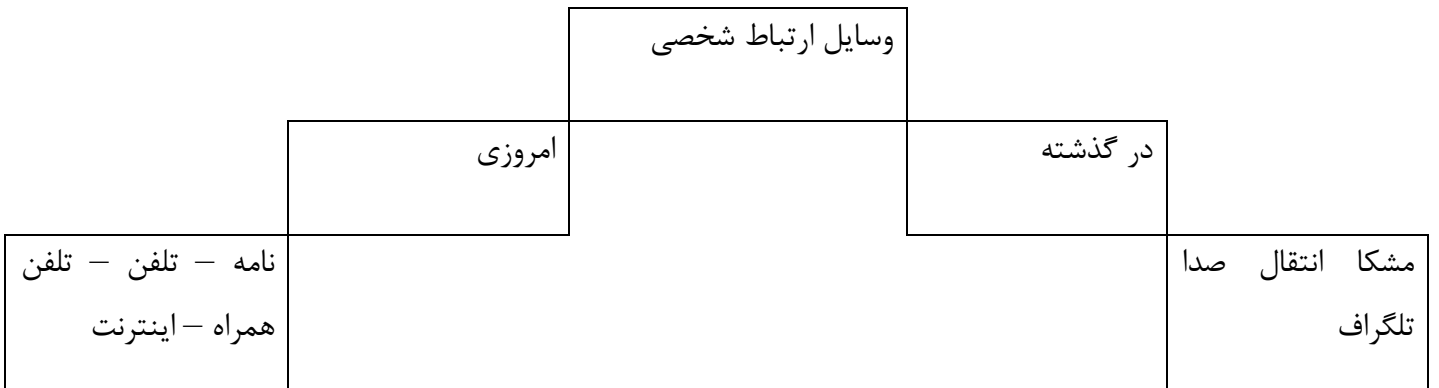 وسایل ارتباط شخصی
در گذشته
امروزی
مشکا انتقال صدا
تلگراف
نامه – تلفن – تلفن
همراه – اینترنت